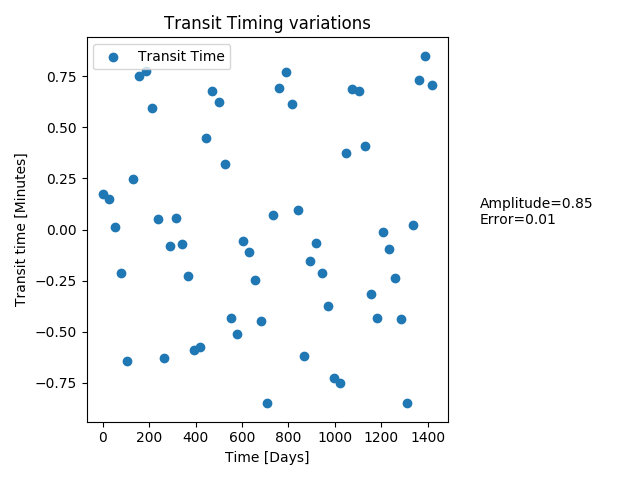 Transit Timing variations
Transit Time
Transit time [Minutes]
0.75
0.50
0.25
0.00
−0.25
−0.50
−0.75
0 200 400 600 800 1000 1200 1400
Time [Days]
Amplitude=0.85
Error=0.01